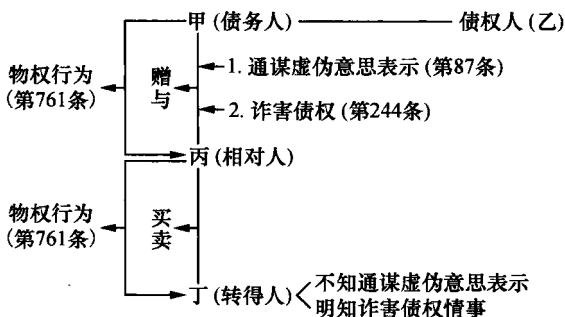 甲 (债务人) 债权人 (乙)
物权行为
(第761条)
赠与
1. 通谋虚伪意思表示 (第87条)
2. 诈害债权 (第244条)
丙 (相对人)
物权行为
(第761条)
买卖
丁 (转得人)
不知通谋虚伪意思表示
明知诈害债权情事